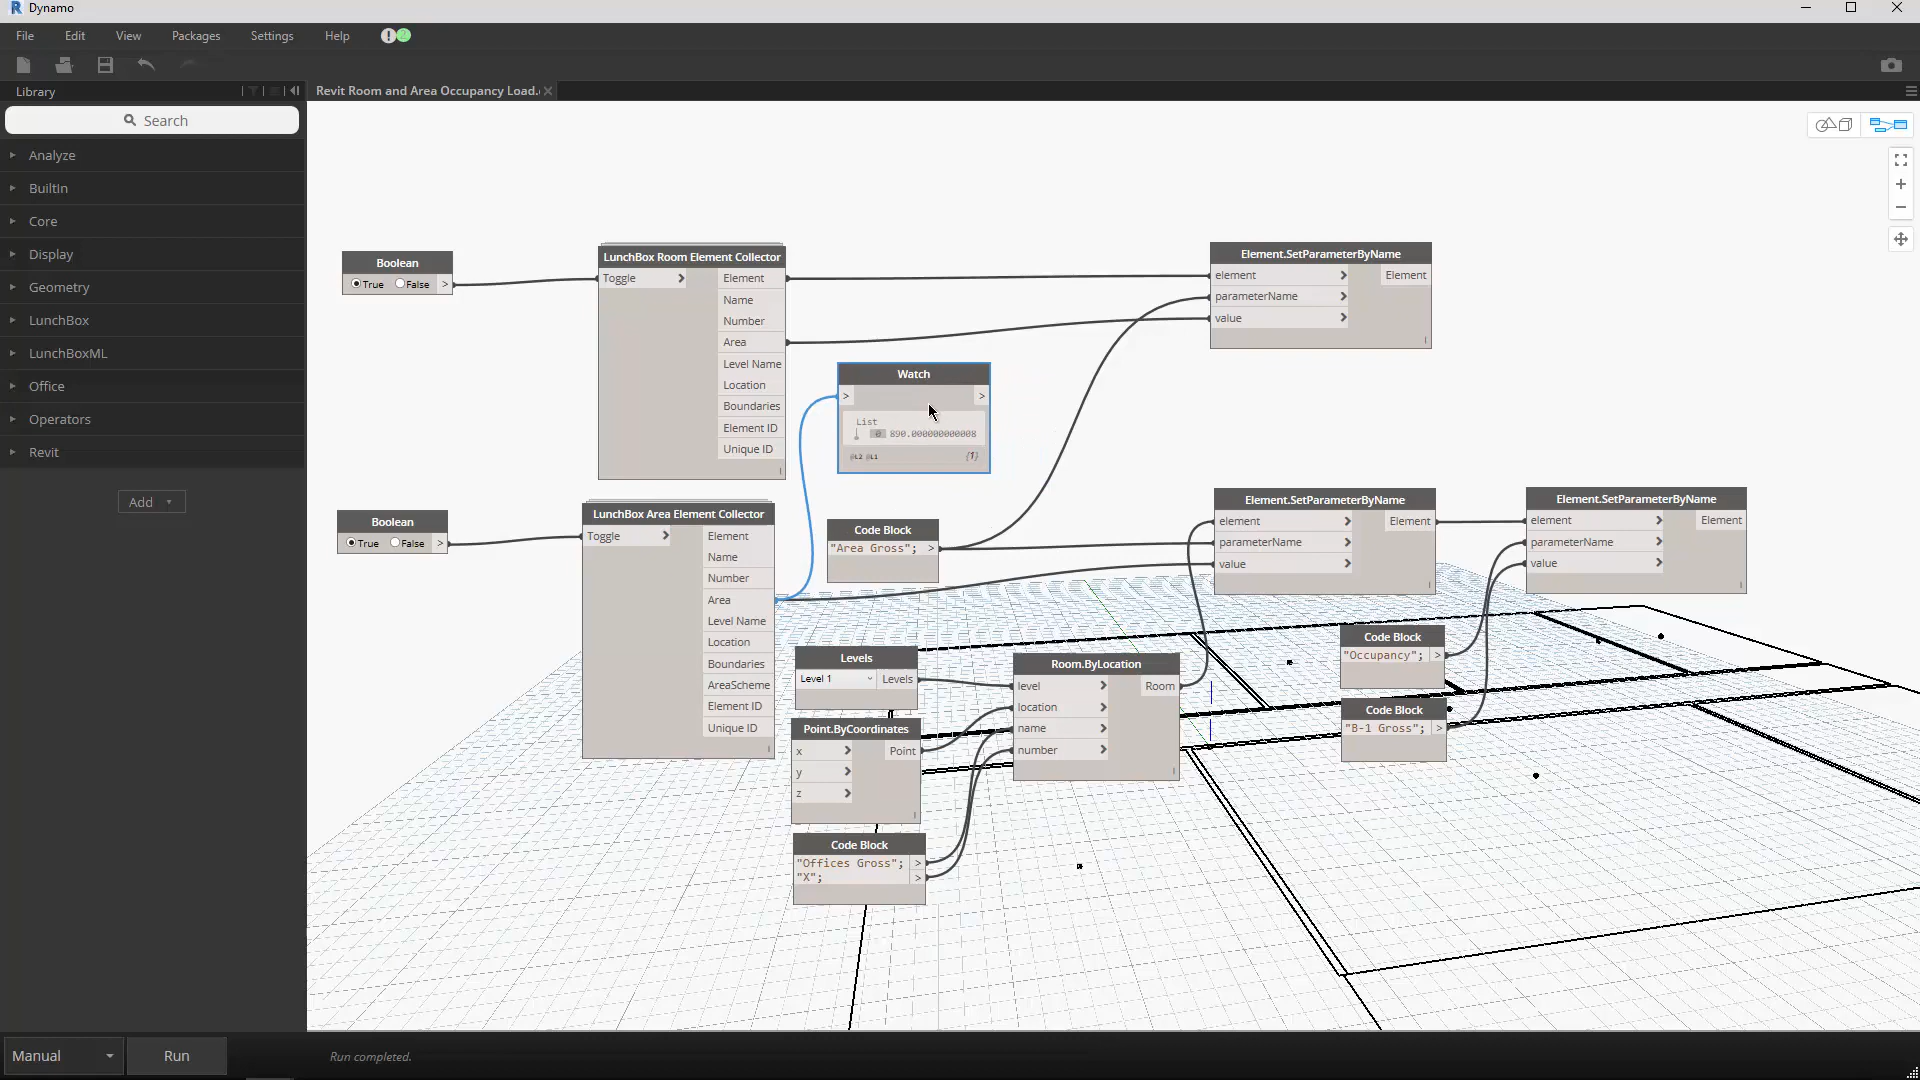 Dynamo
File Edit View Packages Settings Help
Library
Revit Room and Area Occupancy Load.
Search
Analyze
BuiltIn
Core
Display
Geometry
LunchBox
LunchBoxML
Office
Operators
Revit
Add
Boolean
True False >
LunchBox Room Element Collector
Toggle > Element
Name
Number
Area
Level Name
Location
Boundaries
Element ID
Unique ID
Element.SetParameterByName
element > Element
parameterName >
value >
Watch
> >
List
0 890.000000000008
@L2 @L1 {1}
Boolean
True False >
LunchBox Area Element Collector
Toggle > Element
Name
Number
Area
Level Name
Location
Boundaries
AreaScheme
Element ID
Unique ID
Code Block
"Area Gross"; >
Element.SetParameterByName
element > Element
parameterName >
value >
Element.SetParameterByName
element > Element
parameterName >
value >
Levels
Level 1 Levels
Point.ByCoordinates
x > Point
y >
z >
Code Block
"Offices Gross"; >
"X"; >
Room.ByLocation
level > Room
location >
name >
number >
Code Block
"Occupancy"; >
Code Block
"B-1 Gross"; >
Manual Run Run completed.